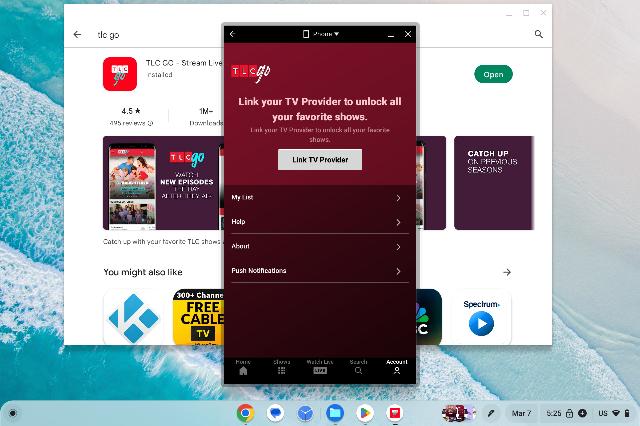 tlc go
TLC GO - Stream Live
Installed
Open
4.5 ★
495 reviews
1M+
Downloads
TLC go
WATCH
NEW EPISODES
THE DAY
AFTER THEY AIR
CATCH UP
ON PREVIOUS
SEASONS
Catch up with your favorite TLC shows
You might also like
300+ Channe
FREE
CABLE
TV
Spectrum
Phone ▼
TLC go
Link your TV Provider to unlock all
your favorite shows.
Link your TV Provider to unlock all your favorite
shows.
Link TV Provider
My List
Help
About
Push Notifications
Home
Shows
Watch Live
Search
Account
LIVE
Mar 7
5:25
US